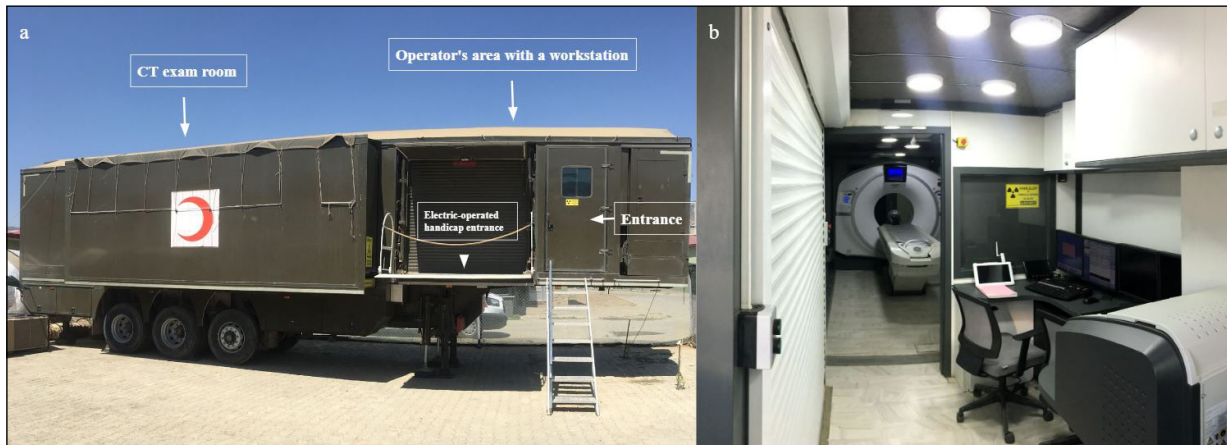 a
CT exam room
Operator's area with a workstation
Electric-operated
handicap entrance
Entrance
b